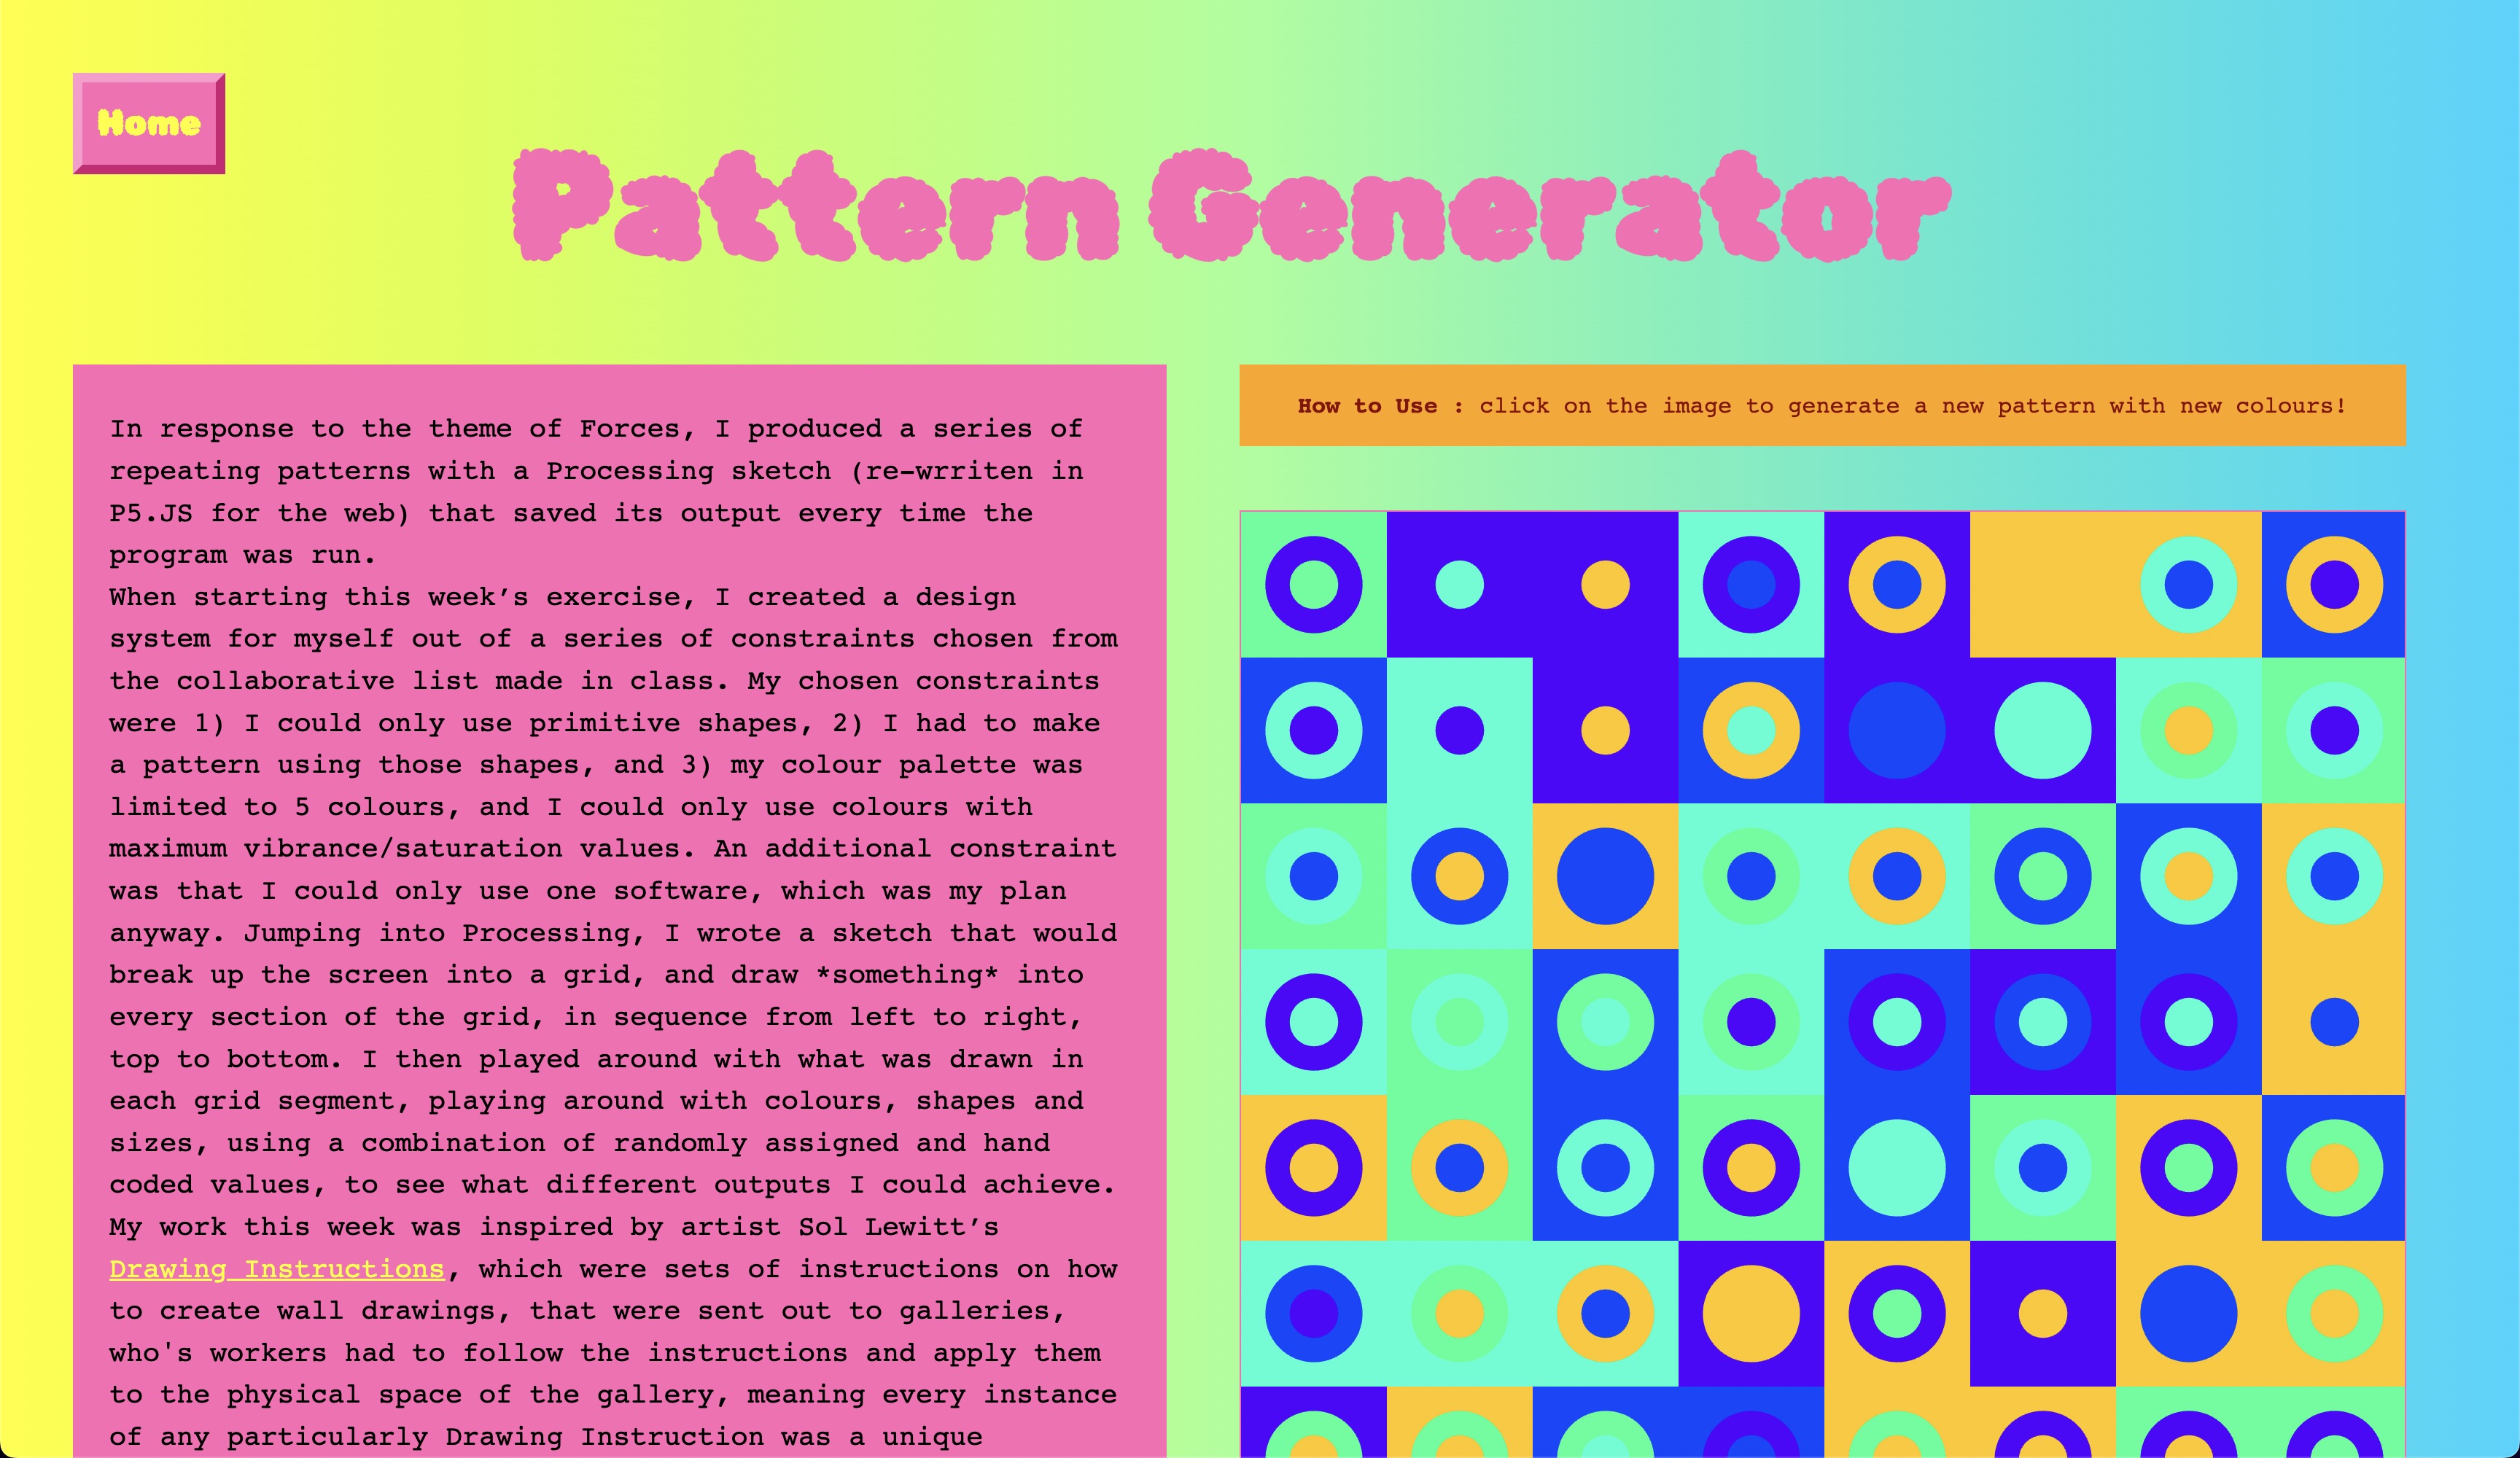 Home
Pattern Generator
In response to the theme of Forces, I produced a series of
repeating patterns with a Processing sketch (re-wrriten in
P5.JS for the web) that saved its output every time the
program was run.
When starting this week’s exercise, I created a design
system for myself out of a series of constraints chosen from
the collaborative list made in class. My chosen constraints
were 1) I could only use primitive shapes, 2) I had to make
a pattern using those shapes, and 3) my colour palette was
limited to 5 colours, and I could only use colours with
maximum vibrance/saturation values. An additional constraint
was that I could only use one software, which was my plan
anyway. Jumping into Processing, I wrote a sketch that would
break up the screen into a grid, and draw *something* into
every section of the grid, in sequence from left to right,
top to bottom. I then played around with what was drawn in
each grid segment, playing around with colours, shapes and
sizes, using a combination of randomly assigned and hand
coded values, to see what different outputs I could achieve.
My work this week was inspired by artist Sol Lewitt’s
Drawing Instructions, which were sets of instructions on how
to create wall drawings, that were sent out to galleries,
who's workers had to follow the instructions and apply them
to the physical space of the gallery, meaning every instance
of any particularly Drawing Instruction was a unique
How to Use : click on the image to generate a new pattern with new colours!